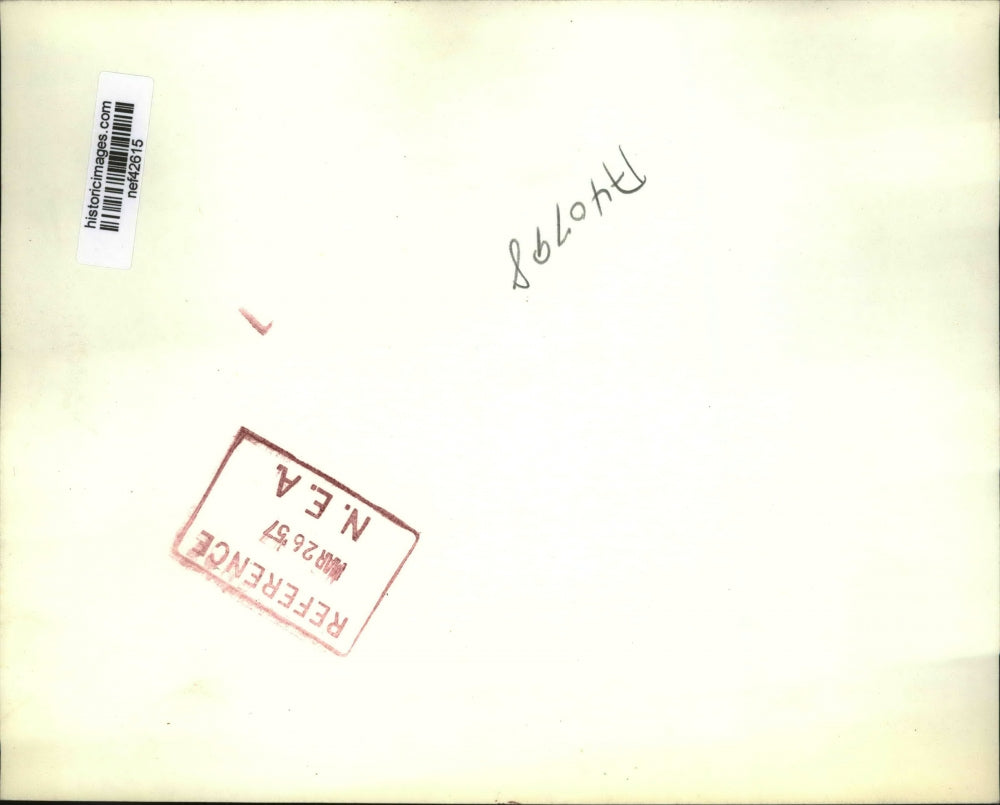 historicimages.com
nef42615
A40798
REFERENCE
MAR 26 '57
N. E. A.